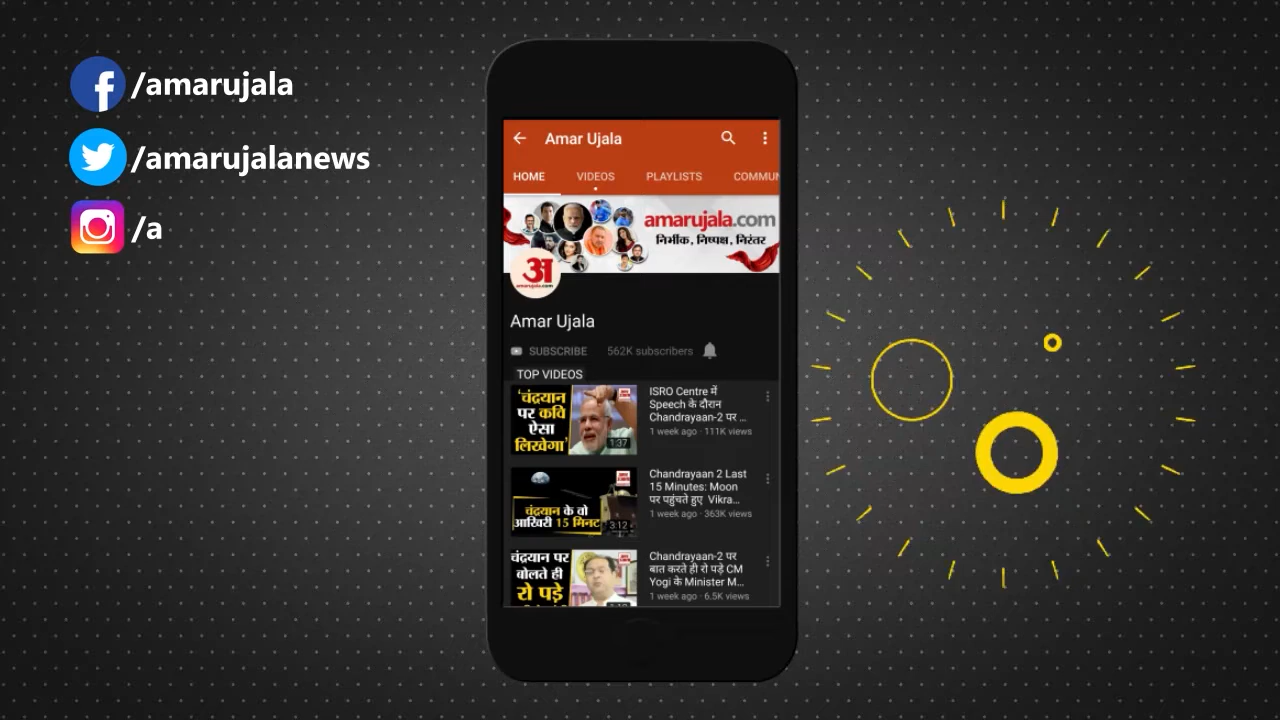 /amarujala
/amarujalanews
/a
Amar Ujala
HOME VIDEOS PLAYLISTS COMMUN
amarujala.com
निर्भीक, निष्पक्ष, निरंतर
अ
amarujala.com
Amar Ujala
SUBSCRIBE 562K subscribers
TOP VIDEOS
'चंद्रयान
पर कवि
ऐसा
लिखेगा'
1:37
ISRO Centre में
Speech के दौरान
Chandrayaan-2 पर ...
1 week ago · 111K views
चंद्रयान के वो
आखिरी 15 मिनट
3:12
Chandrayaan 2 Last
15 Minutes: Moon
पर पहुंचते हुए Vikra...
1 week ago · 363K views
चंद्रयान पर
बोलते ही
रो पड़े
Chandrayaan-2 पर
बात करते ही रो पड़े CM
Yogi के Minister M...
1 week ago · 6.5K views